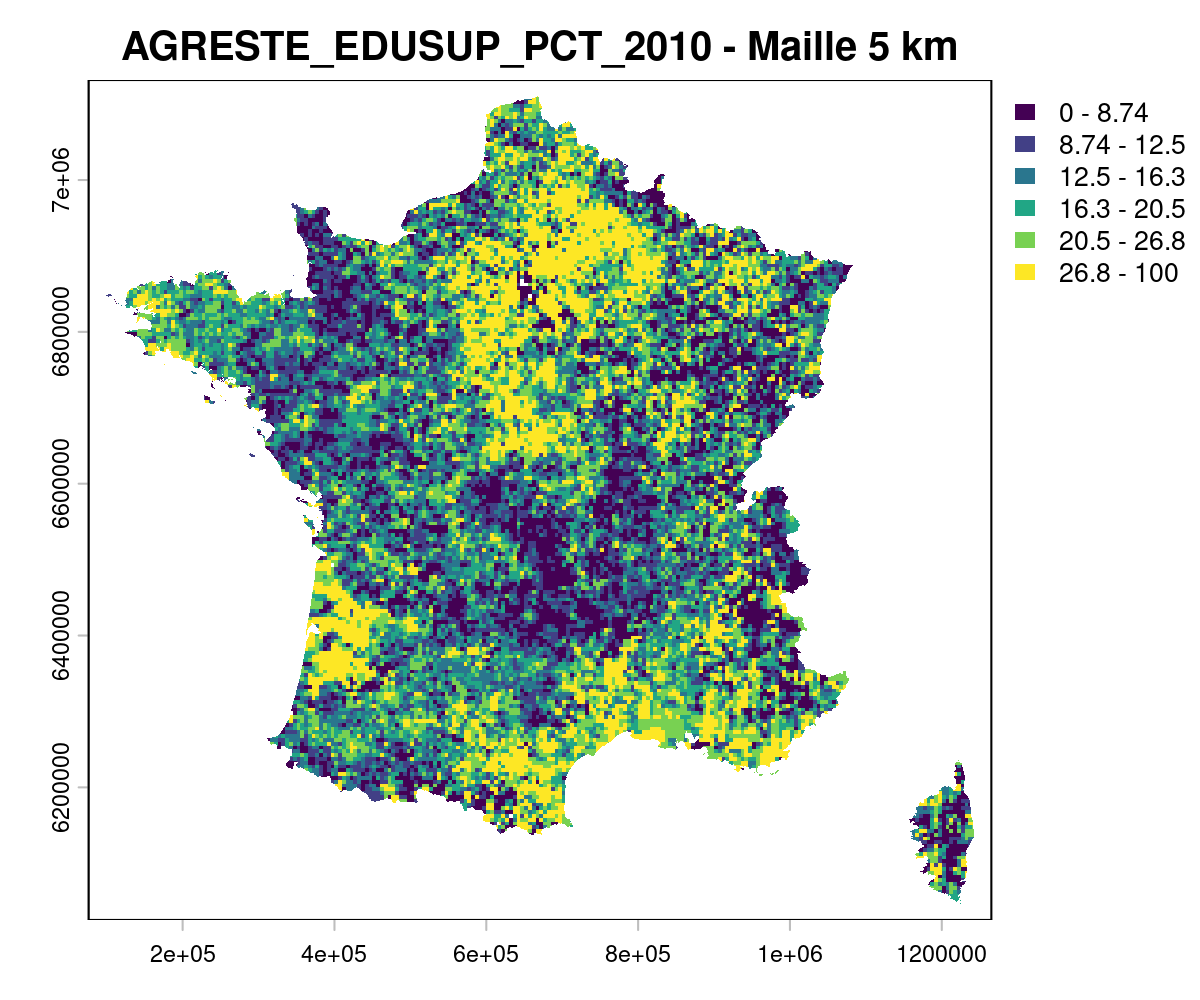 AGRESTE_EDUSUP_PCT_2010 - Maille 5 km
0 - 8.74
8.74 - 12.5
12.5 - 16.3
16.3 - 20.5
20.5 - 26.8
26.8 - 100
7e+06
6800000
6600000
6400000
6200000
2e+05 4e+05 6e+05 8e+05 1e+06 1200000